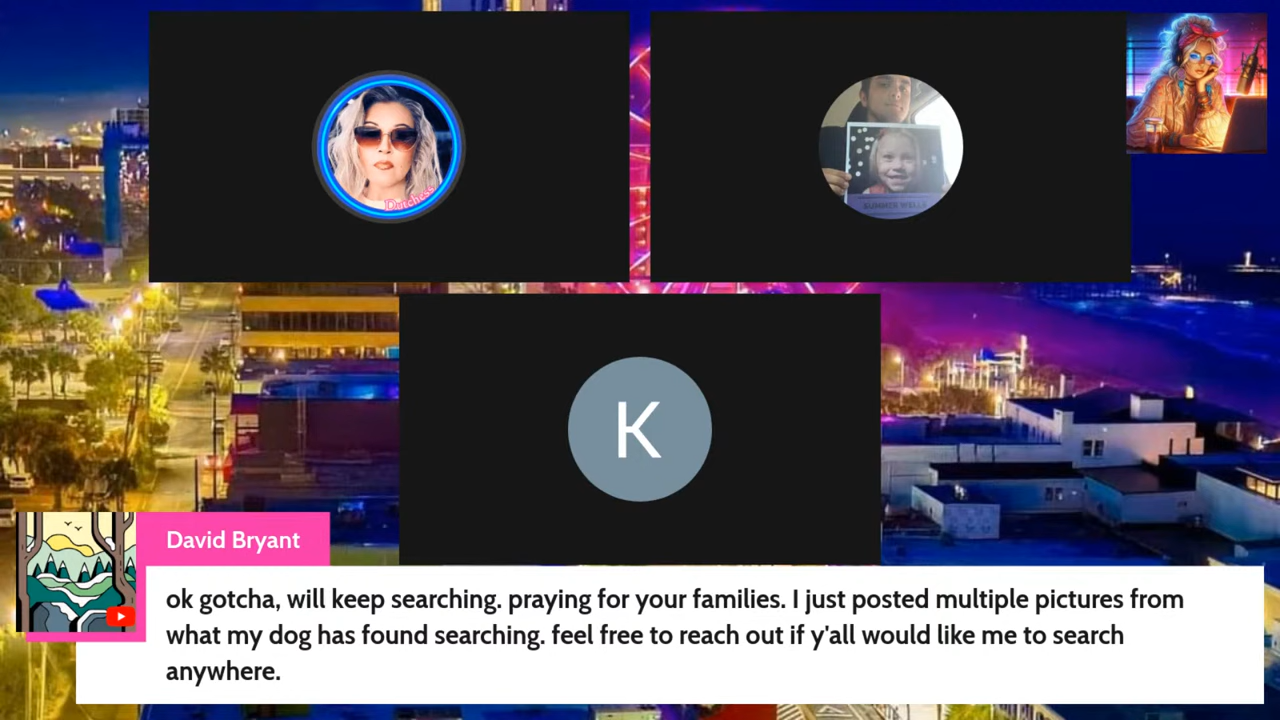 Dutchess
SUMMER WELLS
K
David Bryant
ok gotcha, will keep searching. praying for your families. I just posted multiple pictures from
what my dog has found searching. feel free to reach out if y'all would like me to search
anywhere.